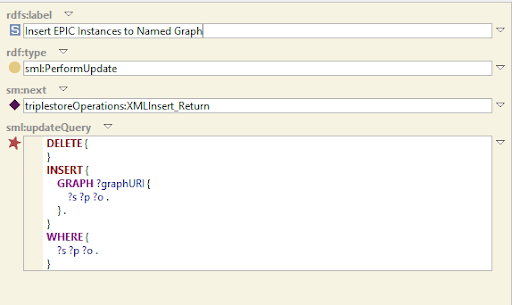 rdfs:label
S Insert EPIC Instances to Named Graph
rdf:type
sml:PerformUpdate
sm:next
triplestoreOperations:XMLInsert_Return
sml:updateQuery
DELETE {
}
INSERT {
GRAPH ?graphURI {
?s ?p ?o .
} .
}
WHERE {
?s ?p ?o .
}